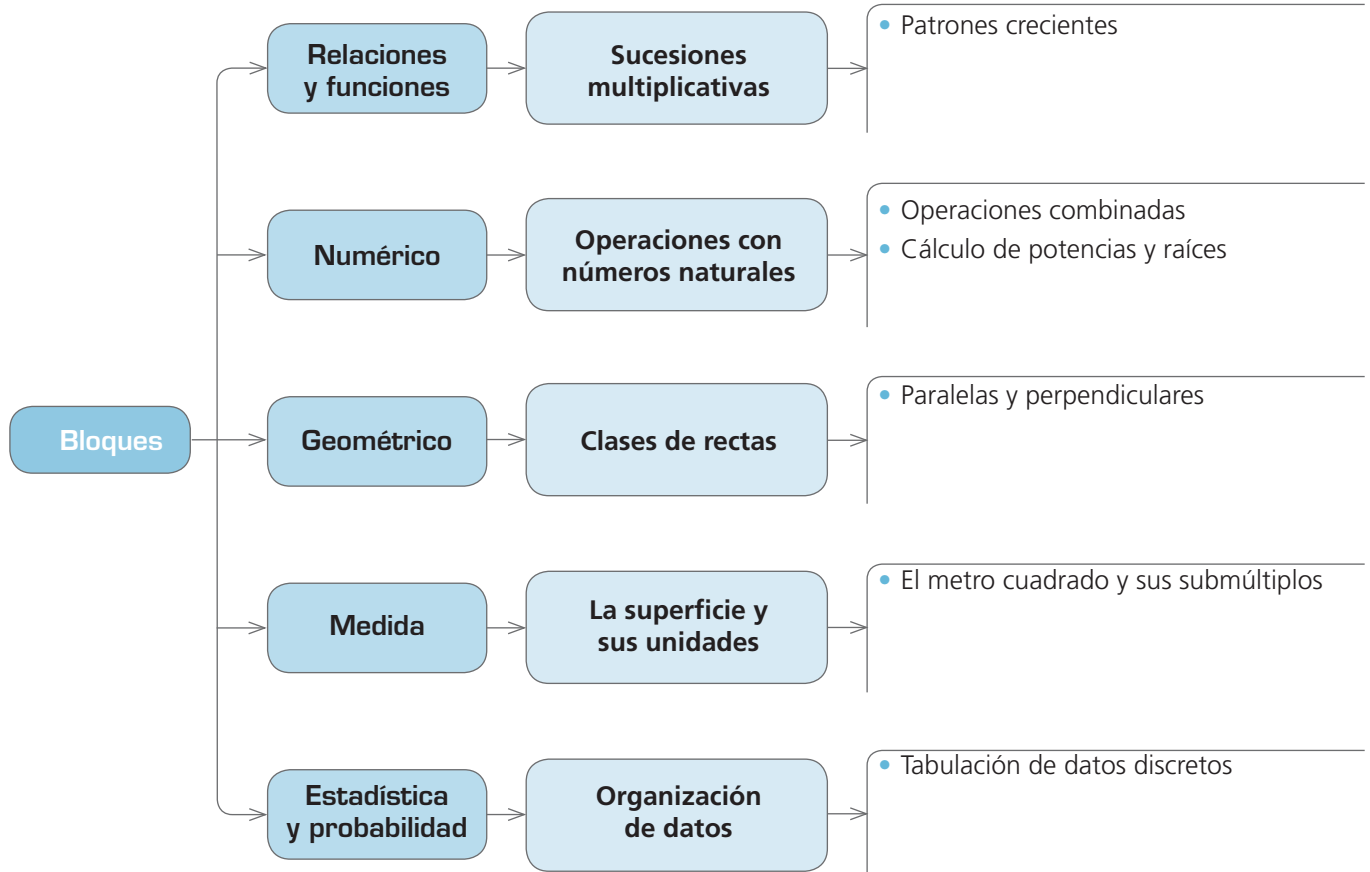 Bloques
Relaciones
y funciones
Sucesiones
multiplicativas
• Patrones crecientes
Numérico
Operaciones con
números naturales
• Operaciones combinadas
• Cálculo de potencias y raíces
Geométrico
Clases de rectas
• Paralelas y perpendiculares
Medida
La superficie y
sus unidades
• El metro cuadrado y sus submúltiplos
Estadística
y probabilidad
Organización
de datos
• Tabulación de datos discretos